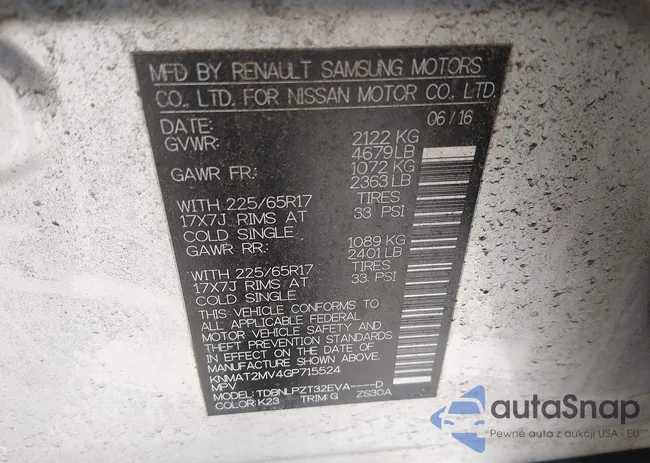 MFD BY RENAULT SAMSUNG MOTORS
CO., LTD. FOR NISSAN MOTOR CO., LTD.
DATE: 06 / 16
GVWR: 2122 KG
4679 LB
GAWR FR: 1072 KG
2363 LB
WITH 225/65R17 TIRES
17X7J RIMS AT 33 PSI
COLD SINGLE
GAWR RR: 1089 KG
2401 LB
WITH 225/65R17 TIRES
17X7J RIMS AT 33 PSI
COLD SINGLE
THIS VEHICLE CONFORMS TO
ALL APPLICABLE FEDERAL
MOTOR VEHICLE SAFETY AND
THEFT PREVENTION STANDARDS
IN EFFECT ON THE DATE OF
MANUFACTURE SHOWN ABOVE.
KNMAT2MV4GP715524
MPV
MODEL: TDBNLPZT32EVA----D
COLOR: K23 TRIM: G ZS30A
autaSnap
"Pewne auta z aukcji USA i EU"